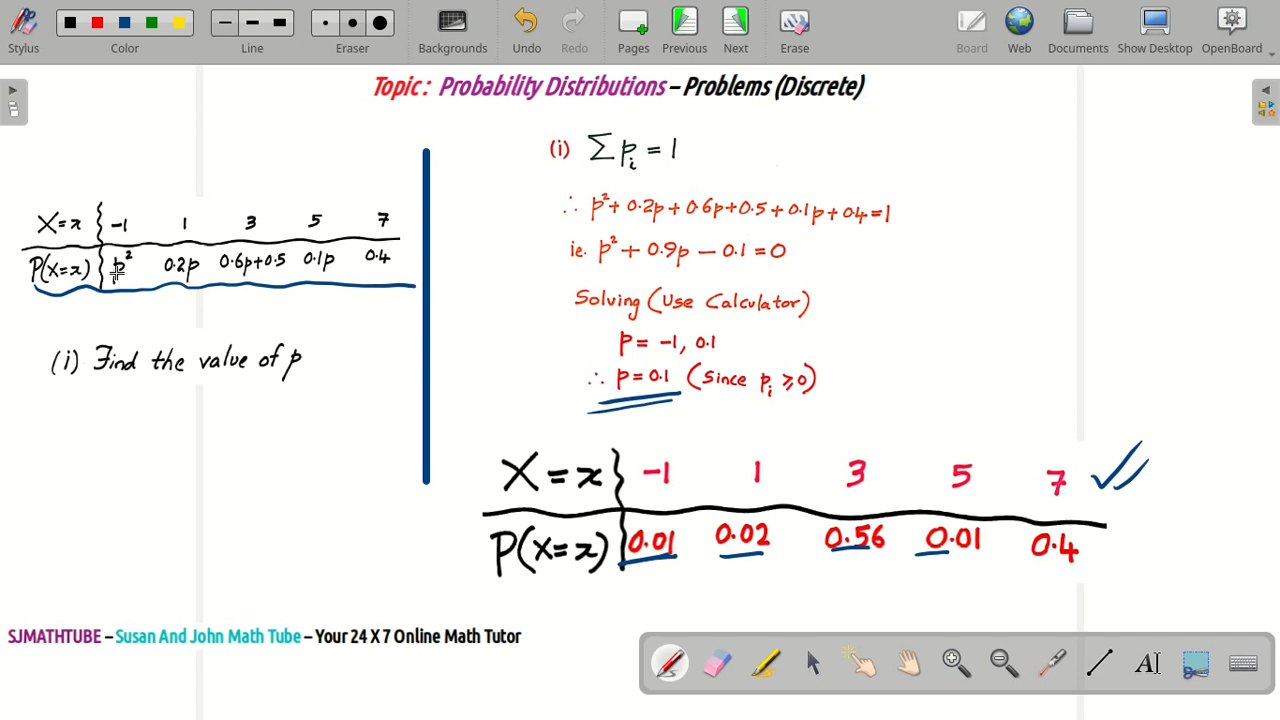 Stylus
Color
Line
Eraser
Backgrounds
Undo
Redo
Pages
Previous
Next
Erase
Board
Web
Documents
Show Desktop
OpenBoard
Topic : Probability Distributions – Problems (Discrete)
X=x } -1 1 3 5 7
P(X=x) { p² 0.2p 0.6p+0.5 0.1p 0.4
(i) Find the value of p
(i) ∑ pᵢ = 1
∴ p²+ 0.2p+0.6p+0.5+0.1p+0.4=1
ie. p² + 0.9p – 0.1 = 0
Solving (Use Calculator)
p = -1, 0.1
∴ p = 0.1 (Since pᵢ ≥ 0)
X = x } -1 1 3 5 7
P(X=x) 0.01 0.02 0.56 0.01 0.4
SJMATHTUBE – Susan And John Math Tube – Your 24 X 7 Online Math Tutor